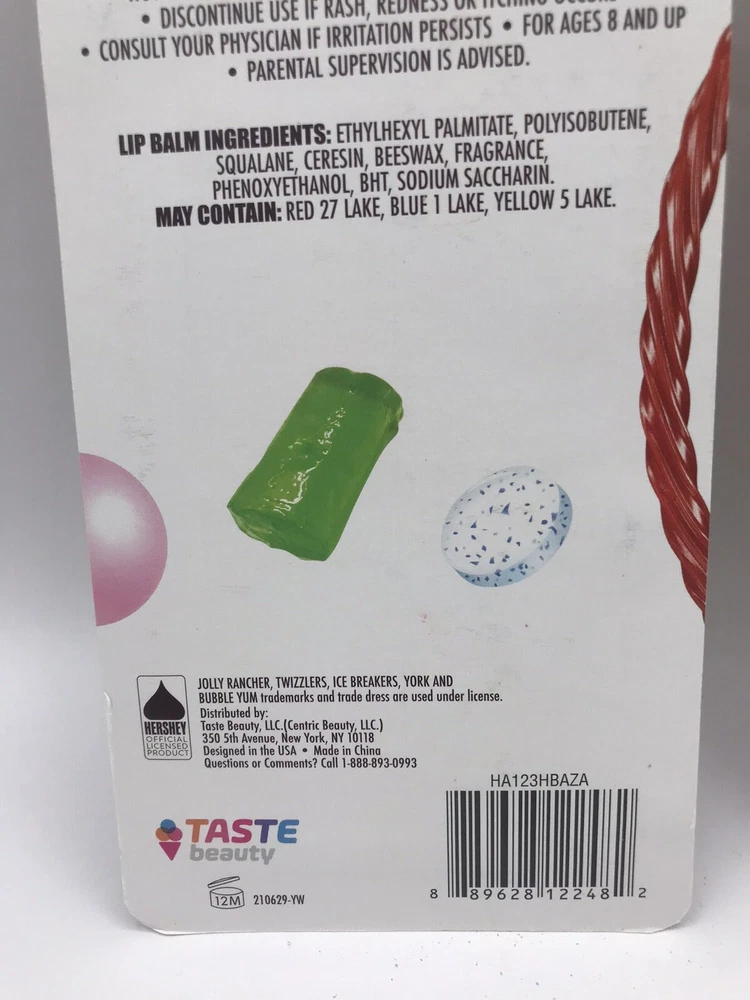 • DISCONTINUE USE IF RASH, REDNESS OR ITCHING OCCURS
• CONSULT YOUR PHYSICIAN IF IRRITATION PERSISTS • FOR AGES 8 AND UP
• PARENTAL SUPERVISION IS ADVISED.
LIP BALM INGREDIENTS: ETHYLHEXYL PALMITATE, POLYISOBUTENE,
SQUALANE, CERESIN, BEESWAX, FRAGRANCE,
PHENOXYETHANOL, BHT, SODIUM SACCHARIN.
MAY CONTAIN: RED 27 LAKE, BLUE 1 LAKE, YELLOW 5 LAKE.
HERSHEY
OFFICIAL
LICENSED
PRODUCT
JOLLY RANCHER, TWIZZLERS, ICE BREAKERS, YORK AND
BUBBLE YUM trademarks and trade dress are used under license.
Distributed by:
Taste Beauty, LLC.(Centric Beauty, LLC.)
350 5th Avenue, New York, NY 10118
Designed in the USA • Made in China
Questions or Comments? Call 1-888-893-0993
TASTE
beauty
12M 210629-YW
HA123HBAZA
8 89628 12248 2